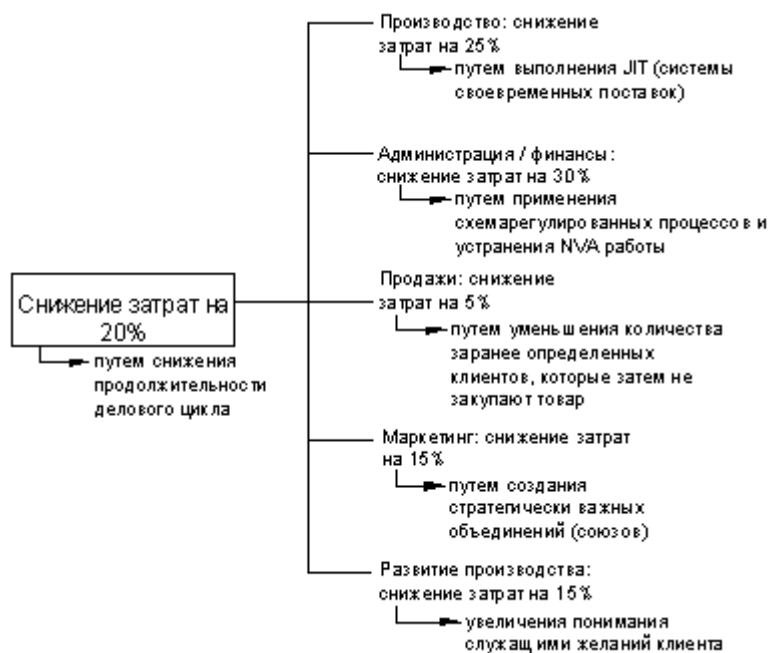 Снижение затрат на
20%
путем снижения
продолжительности
делового цикла
Производство: снижение
затрат на 25%
путем выполнения JIT (системы
своевременных поставок)
Администрация / финансы:
снижение затрат на 30%
путем применения
схемарегулированных процессов и
устранения NVA работы
Продажи: снижение
затрат на 5%
путем уменьшения количества
заранее определенных
клиентов, которые затем не
закупают товар
Маркетинг: снижение затрат
на 15%
путем создания
стратегически важных
объединений (союзов)
Развитие производства:
снижение затрат на 15%
увеличения понимания
служащими желаний клиента